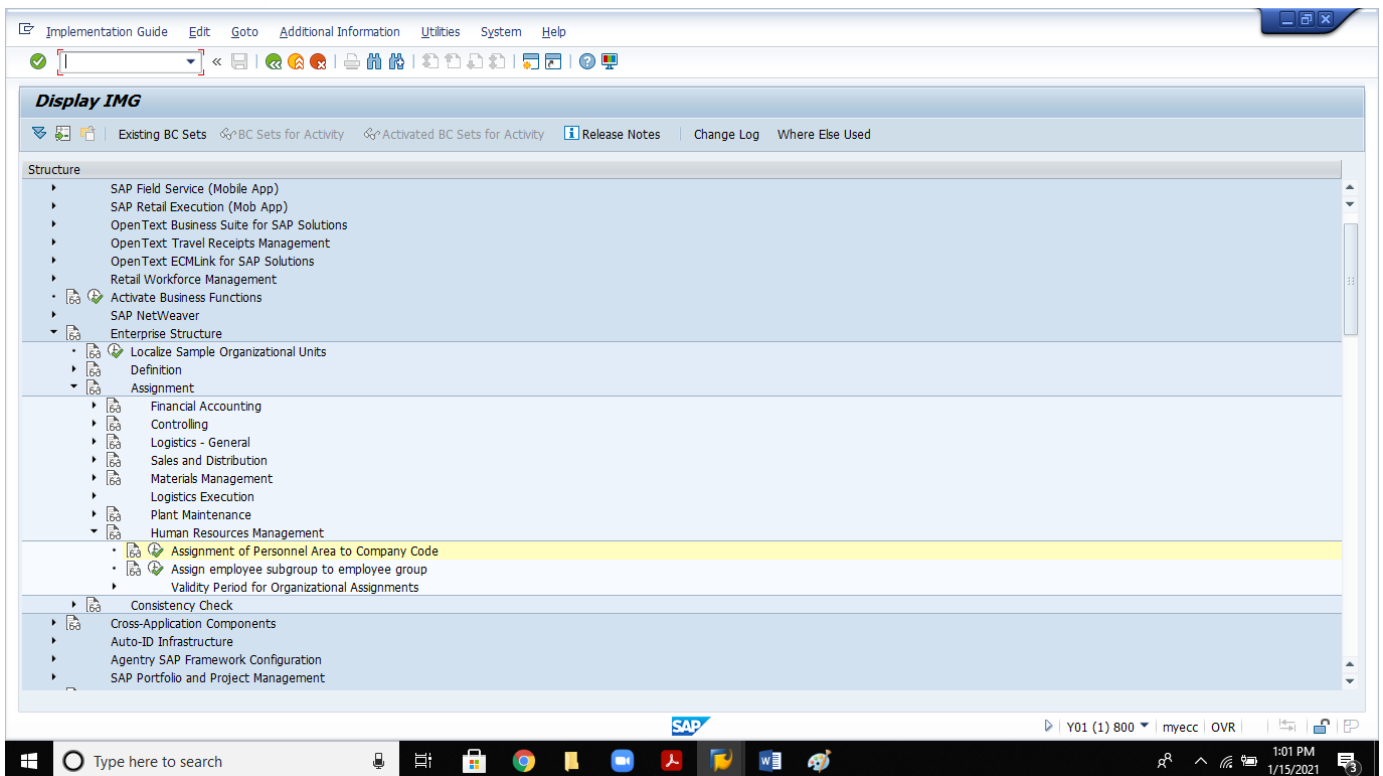 Implementation Guide Edit Goto Additional Information Utilities System Help
Display IMG
Existing BC Sets BC Sets for Activity Activated BC Sets for Activity Release Notes Change Log Where Else Used
Structure
SAP Field Service (Mobile App)
SAP Retail Execution (Mob App)
OpenText Business Suite for SAP Solutions
OpenText Travel Receipts Management
OpenText ECMLink for SAP Solutions
Retail Workforce Management
Activate Business Functions
SAP NetWeaver
Enterprise Structure
Localize Sample Organizational Units
Definition
Assignment
Financial Accounting
Controlling
Logistics - General
Sales and Distribution
Materials Management
Logistics Execution
Plant Maintenance
Human Resources Management
Assignment of Personnel Area to Company Code
Assign employee subgroup to employee group
Validity Period for Organizational Assignments
Consistency Check
Cross-Application Components
Auto-ID Infrastructure
Agentry SAP Framework Configuration
SAP Portfolio and Project Management
SAP Y01 (1) 800 myecc OVR
Type here to search
1:01 PM
1/15/2021
3